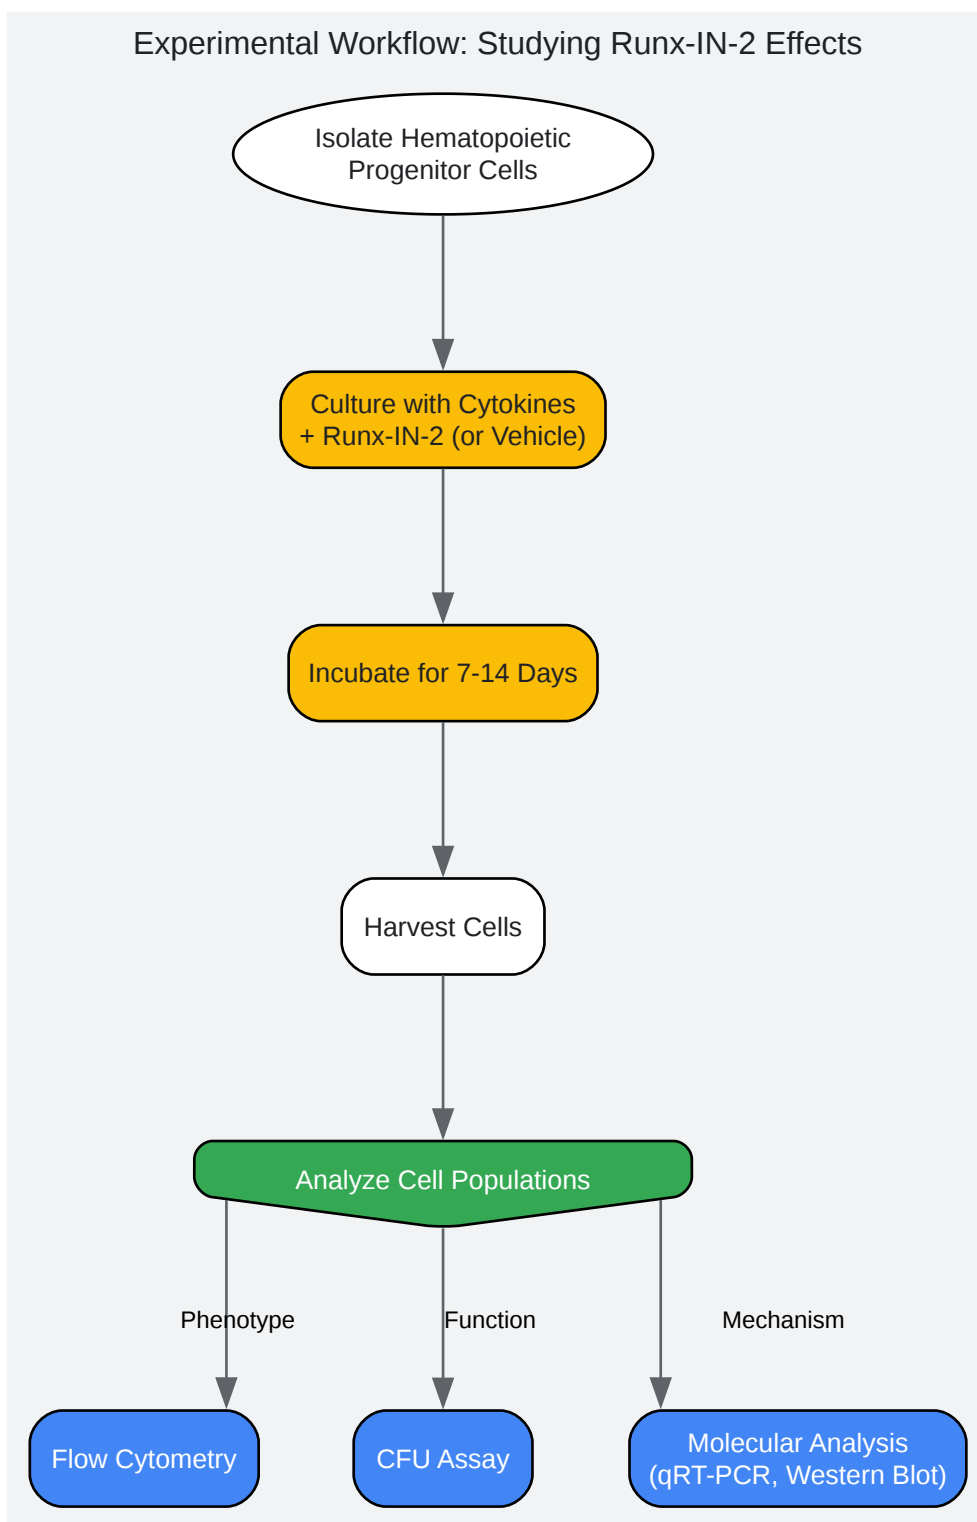 Experimental Workflow: Studying Runx-IN-2 Effects
Isolate Hematopoietic
Progenitor Cells
Culture with Cytokines
+ Runx-IN-2 (or Vehicle)
Incubate for 7-14 Days
Harvest Cells
Analyze Cell Populations
Phenotype
Function
Mechanism
Flow Cytometry
CFU Assay
Molecular Analysis
(qRT-PCR, Western Blot)